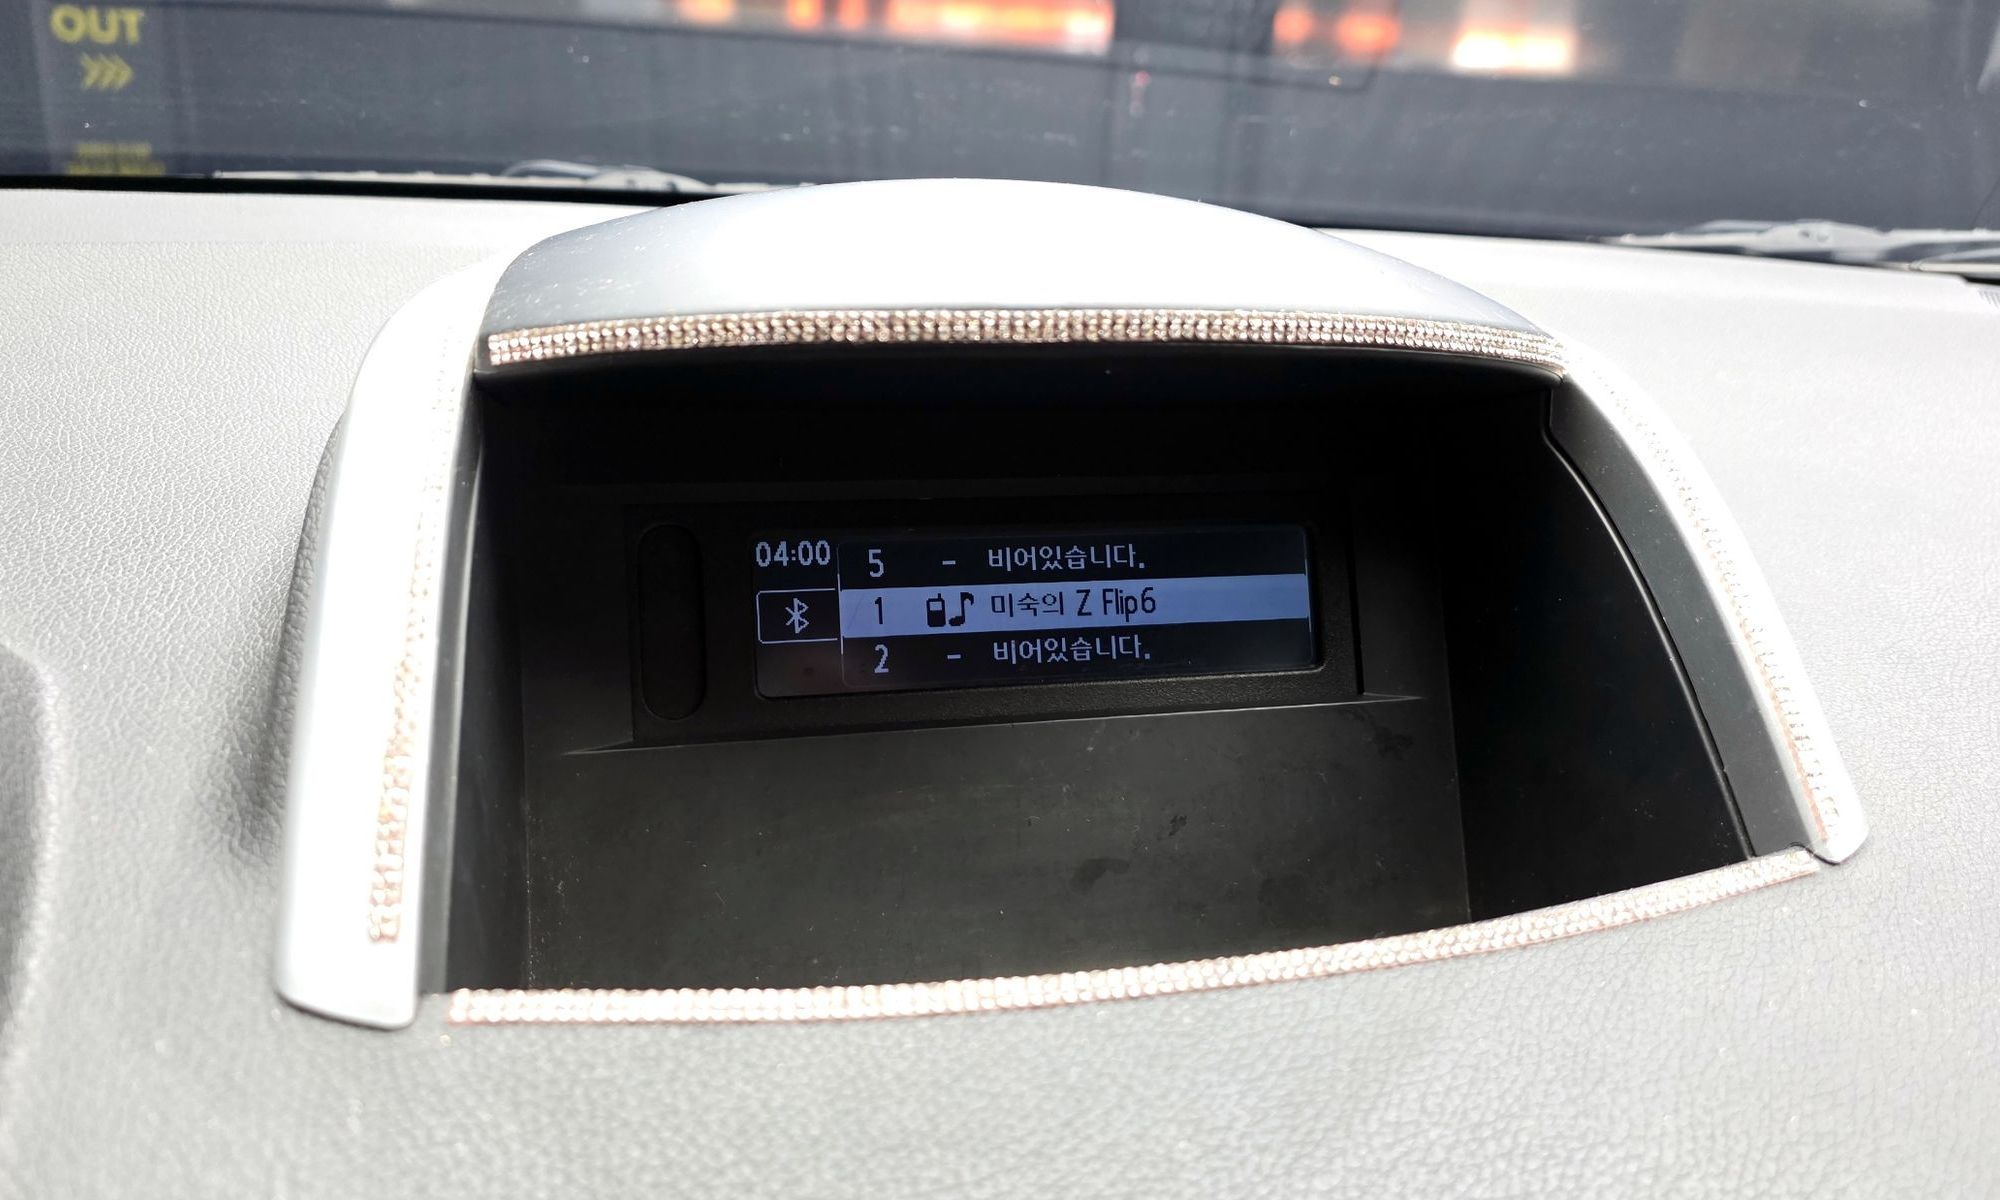 OUT
04:00
5 - 비어있습니다.
1 미숙의 Z Flip6
2 - 비어있습니다.